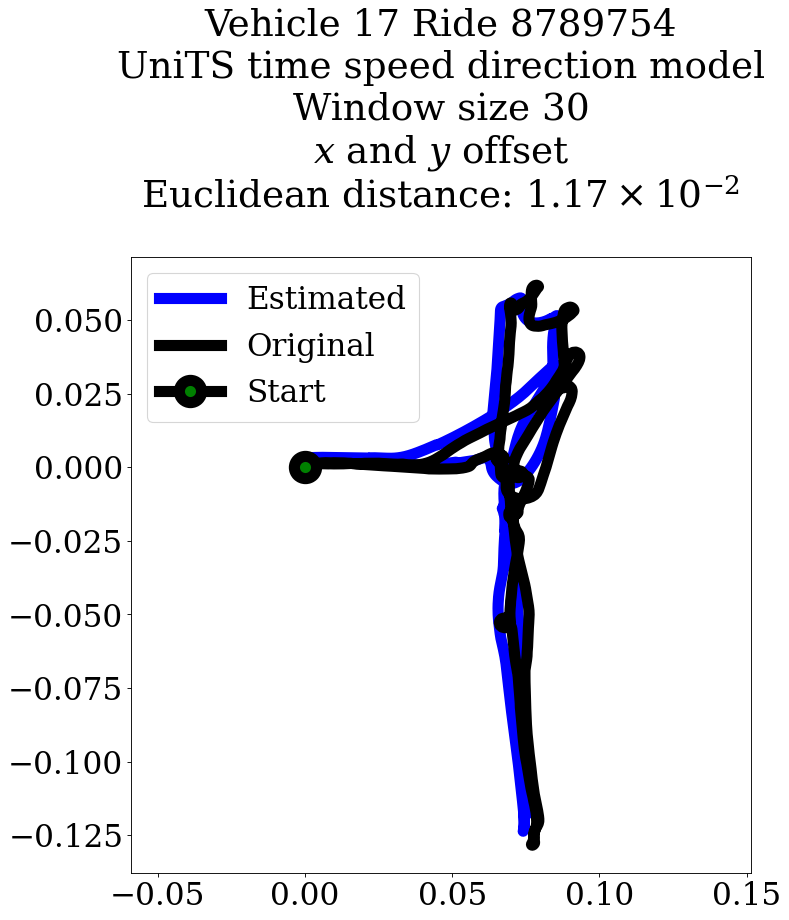 Vehicle 17 Ride 8789754
UniTS time speed direction model
Window size 30
x and y offset
Euclidean distance: 1.17 × 10⁻²
Estimated
Original
Start
0.050
0.025
0.000
−0.025
−0.050
−0.075
−0.100
−0.125
−0.05 0.00 0.05 0.10 0.15